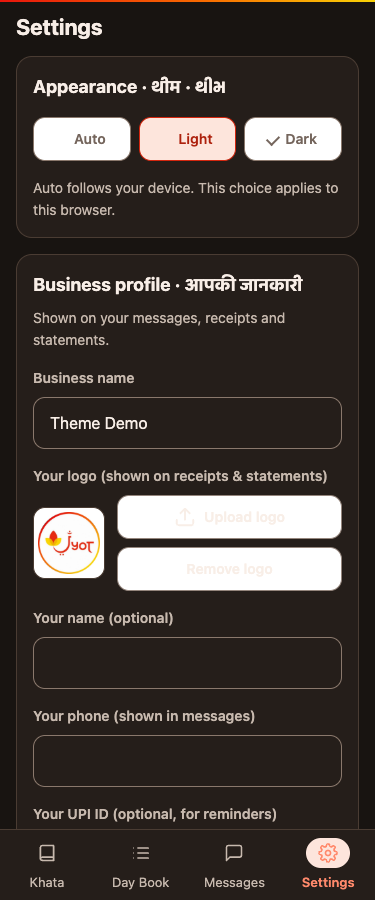 Settings
Appearance · थीम · ਥੀਮ
Auto
Light
Dark
Auto follows your device. This choice applies to
this browser.
Business profile · आपकी जानकारी
Shown on your messages, receipts and
statements.
Business name
Theme Demo
Your logo (shown on receipts & statements)
Jyot
Upload logo
Remove logo
Your name (optional)
Your phone (shown in messages)
Your UPI ID (optional, for reminders)
Khata
Day Book
Messages
Settings